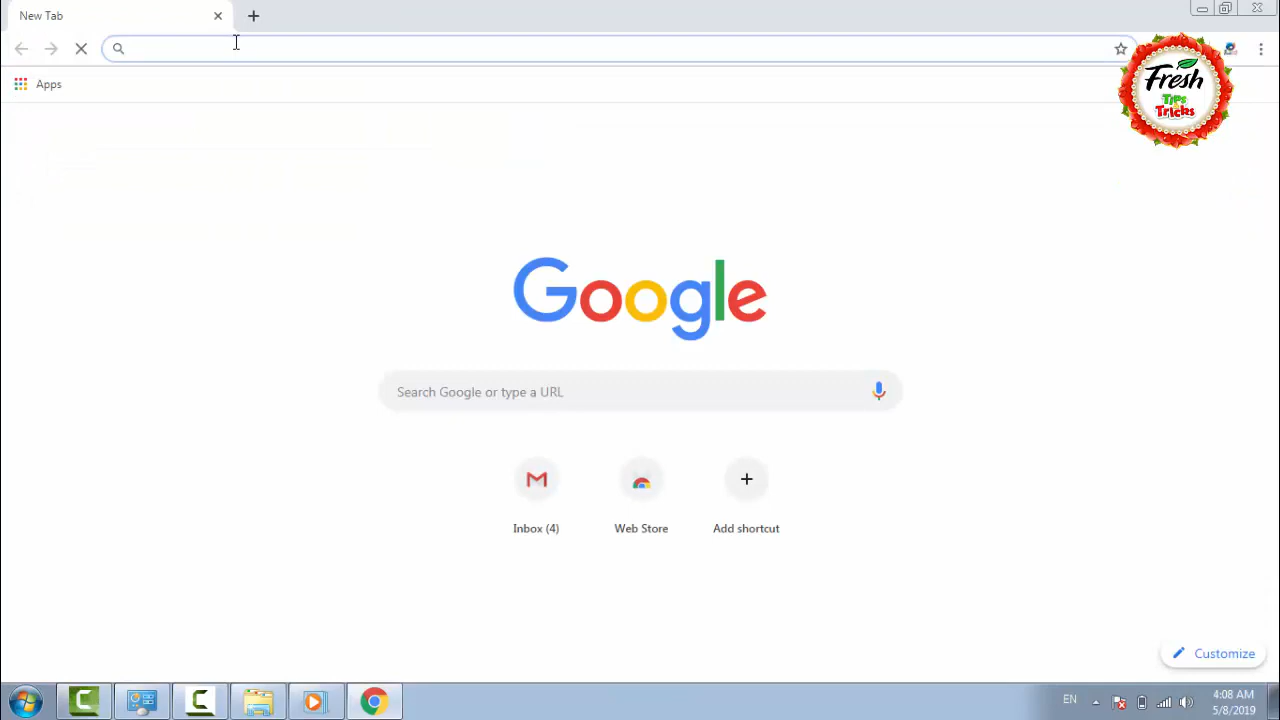 New Tab
Apps
Fresh
Tips
Tricks
Google
Search Google or type a URL
Inbox (4)
Web Store
Add shortcut
Customize
EN
4:08 AM
5/8/2019